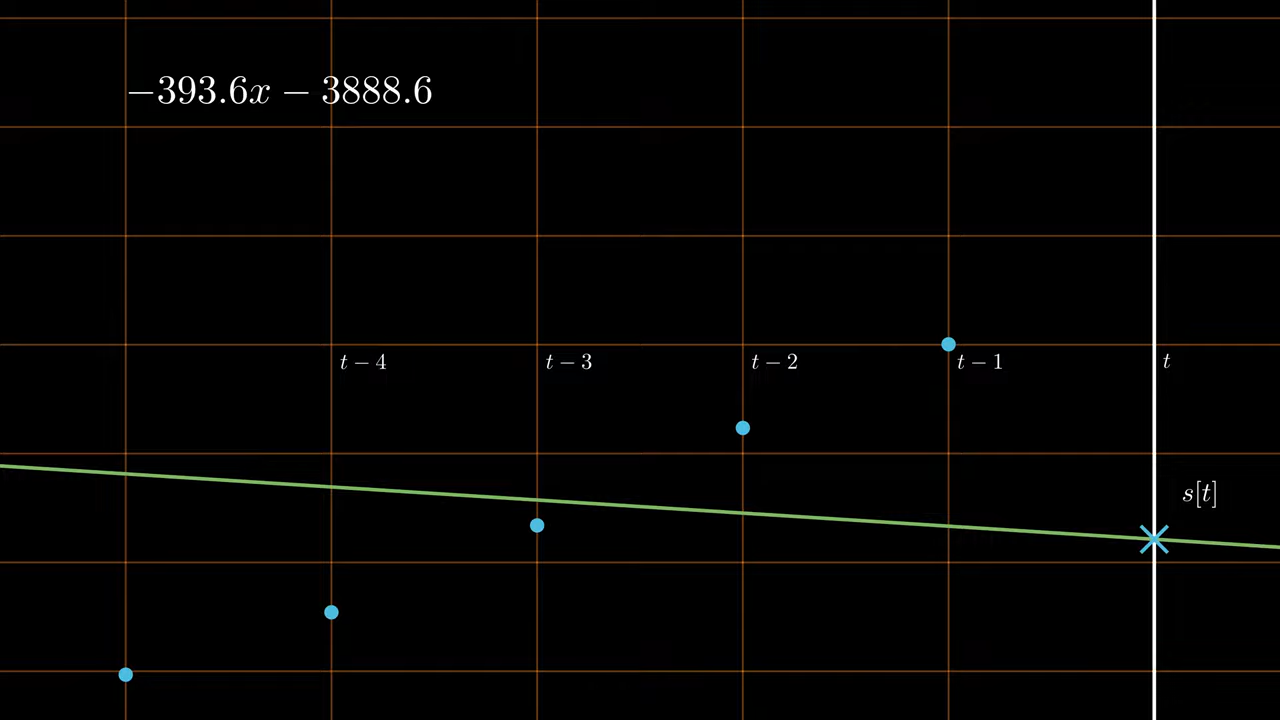 −393.6x − 3888.6
t − 4 t − 3 t − 2 t − 1 t
s[t]